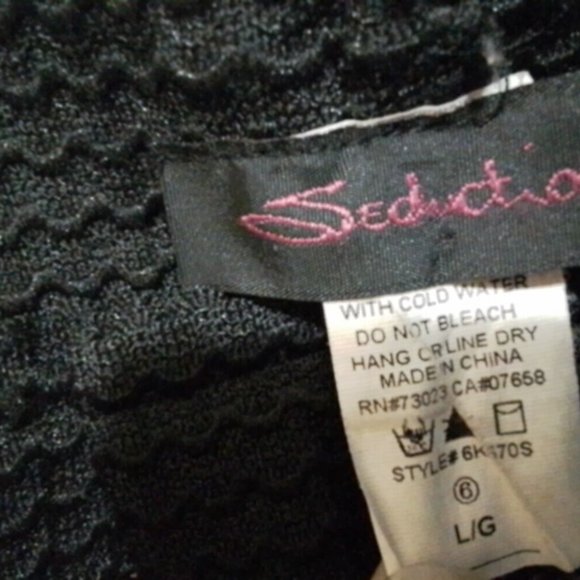 Seductio
WITH COLD WATER
DO NOT BLEACH
HANG OR LINE DRY
MADE IN CHINA
RN#73023 CA#07658
STYLE#
6
L/G